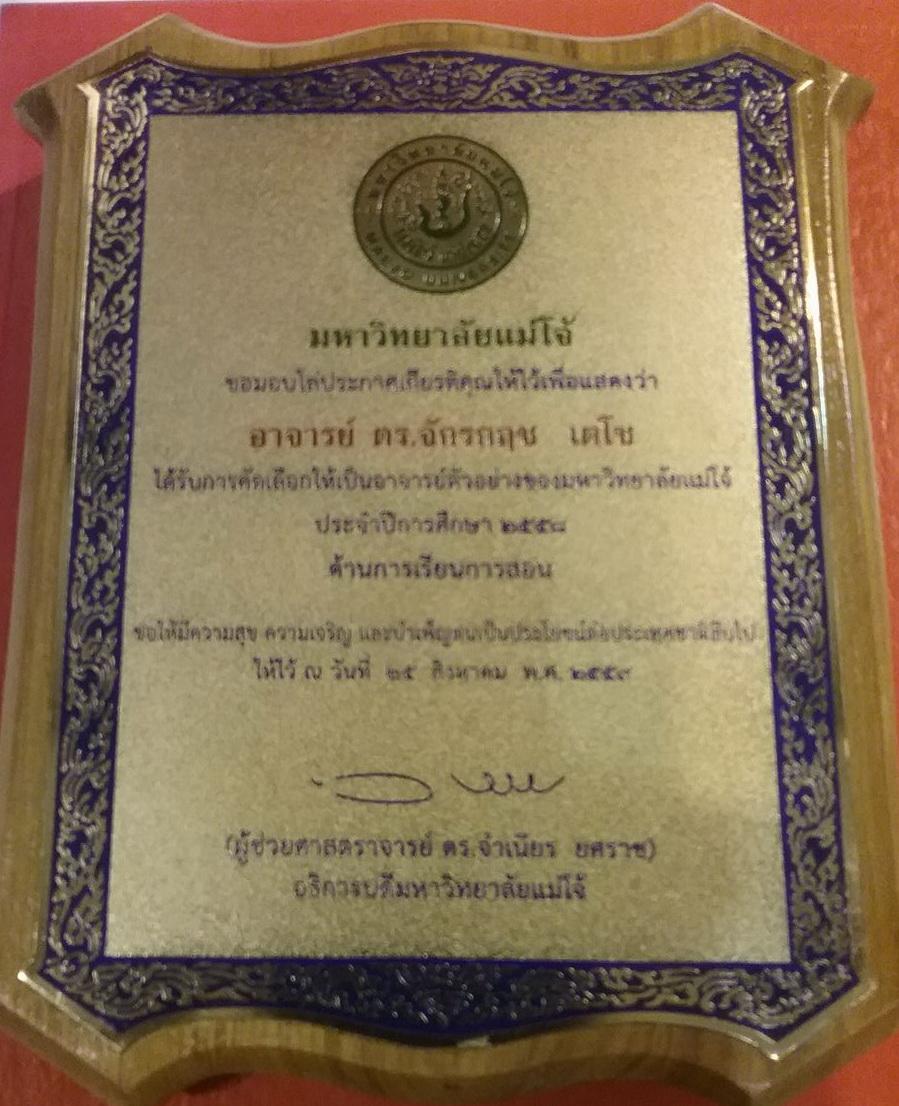 มหาวิทยาลัยแม่โจ้
ขอมอบโล่ประกาศเกียรติคุณให้ไว้เพื่อแสดงว่า
อาจารย์ ดร.จักรกฤช เตโช
ได้รับการคัดเลือกให้เป็นอาจารย์ตัวอย่างของมหาวิทยาลัยแม่โจ้
ประจำปีการศึกษา ๒๕๕๘
ด้านการเรียนการสอน
ขอให้มีความสุข ความเจริญ และบำเพ็ญตนเป็นประโยชน์ต่อประเทศชาติสืบไป
ให้ไว้ ณ วันที่ ๒๕ สิงหาคม พ.ศ. ๒๕๕๙
(ผู้ช่วยศาสตราจารย์ ดร.จำเนียร ยศราช)
อธิการบดีมหาวิทยาลัยแม่โจ้